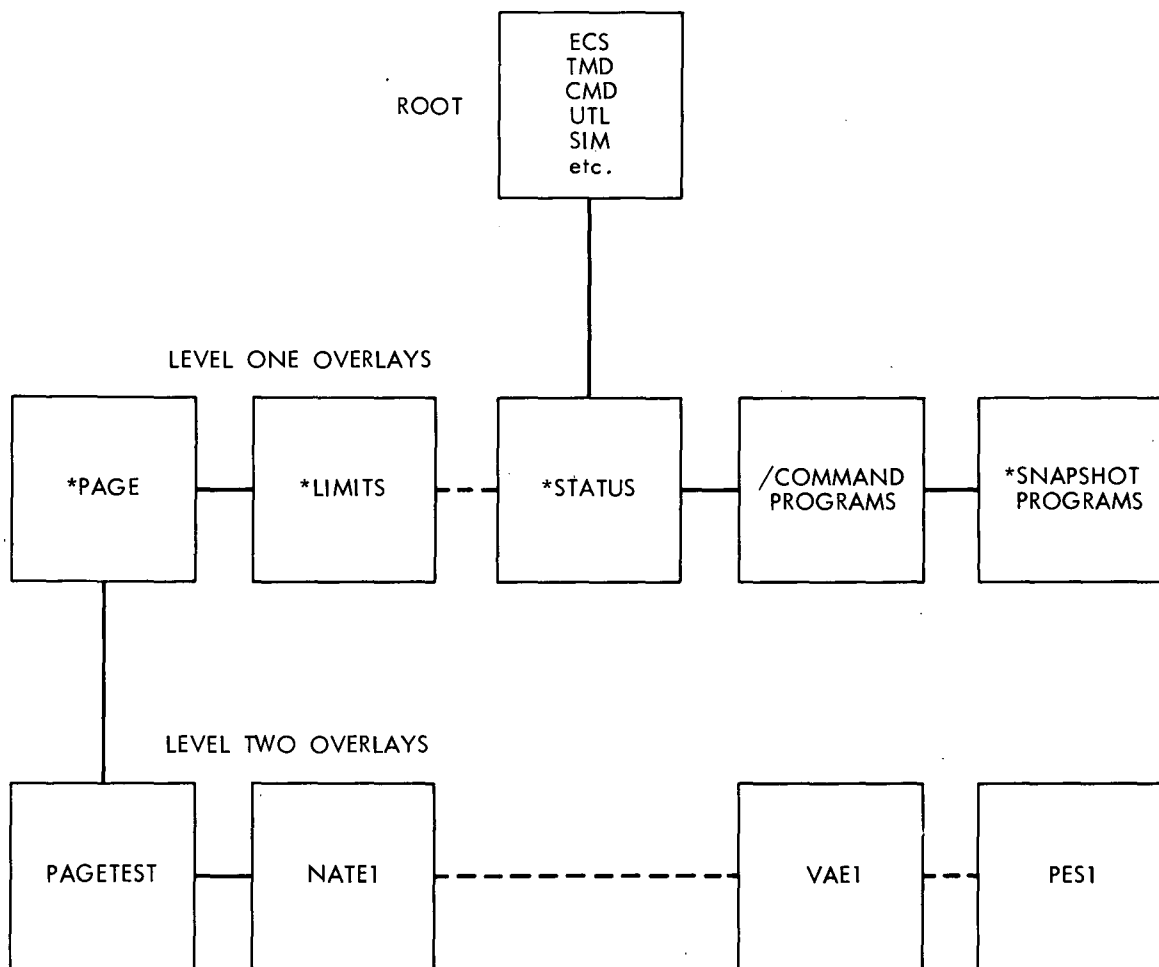 ECS
TMD
CMD
UTL
SIM
etc.
ROOT
LEVEL ONE OVERLAYS
*PAGE
*LIMITS
*STATUS
/COMMAND
PROGRAMS
*SNAPSHOT
PROGRAMS
LEVEL TWO OVERLAYS
PAGETEST
NATE1
VAE1
PES1